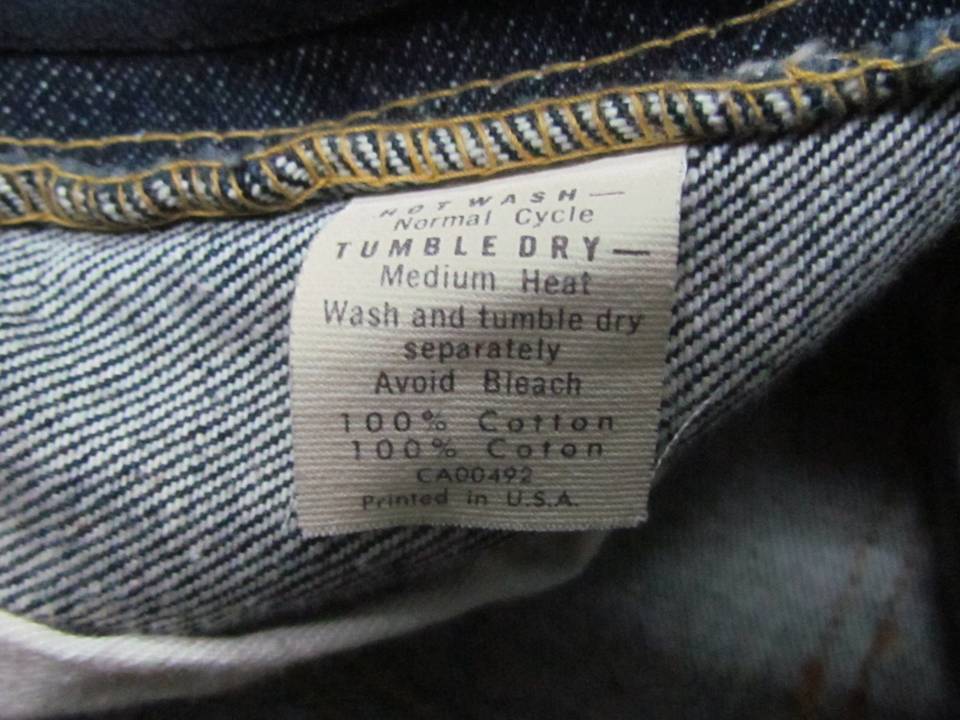 HOT WASH—
Normal Cycle
TUMBLE DRY—
Medium Heat
Wash and tumble dry
separately
Avoid Bleach
100% Cotton
100% Coton
CA00492
Printed in U.S.A.